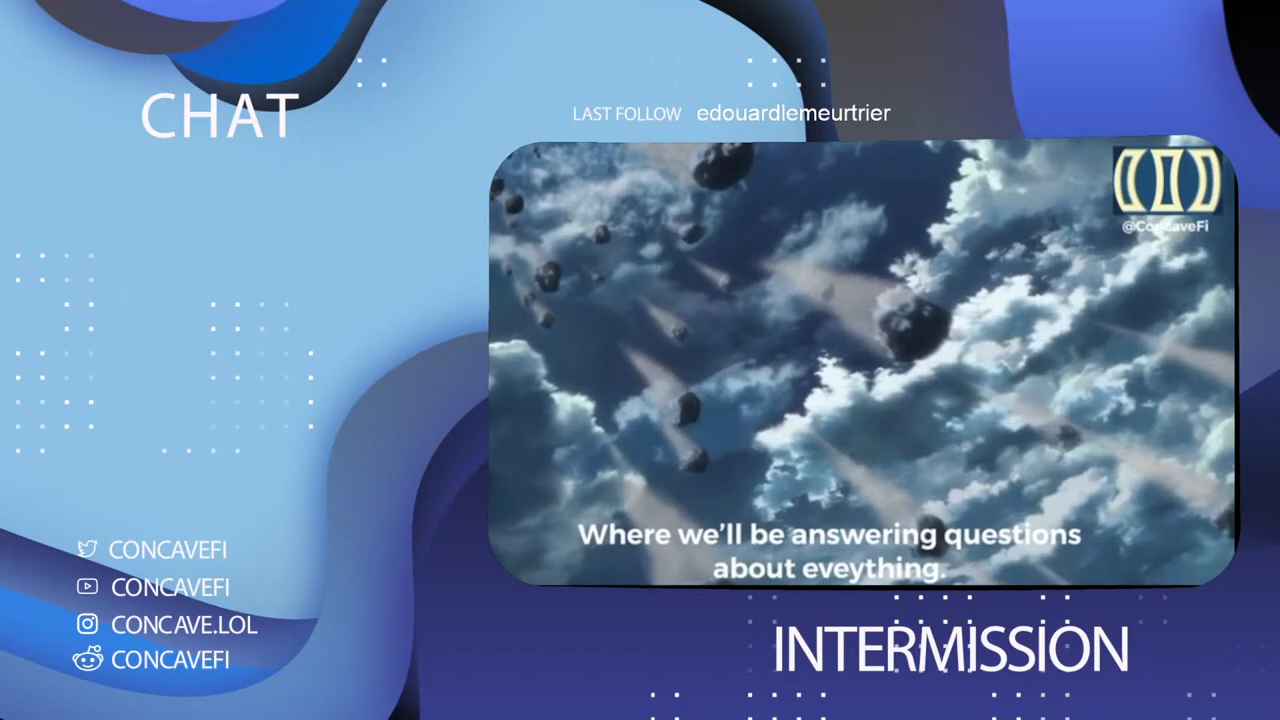 CHAT
LAST FOLLOW edouardlemeurtrier
@ConcaveFi
Where we'll be answering questions
about eveything.
CONCAVEFI
CONCAVEFI
CONCAVE.LOL
CONCAVEFI
INTERMISSION